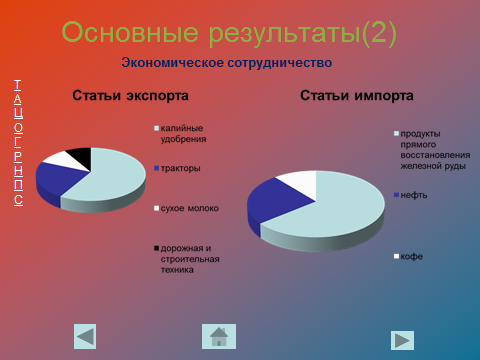 Основные результаты(2)
Экономическое сотрудничество
Т
А
Ц
О
Г
Р
Н
П
С
Статьи экспорта
калийные
удобрения
тракторы
сухое молоко
дорожная и
строительная
техника
Статьи импорта
продукты
прямого
восстановления
железной руды
нефть
кофе